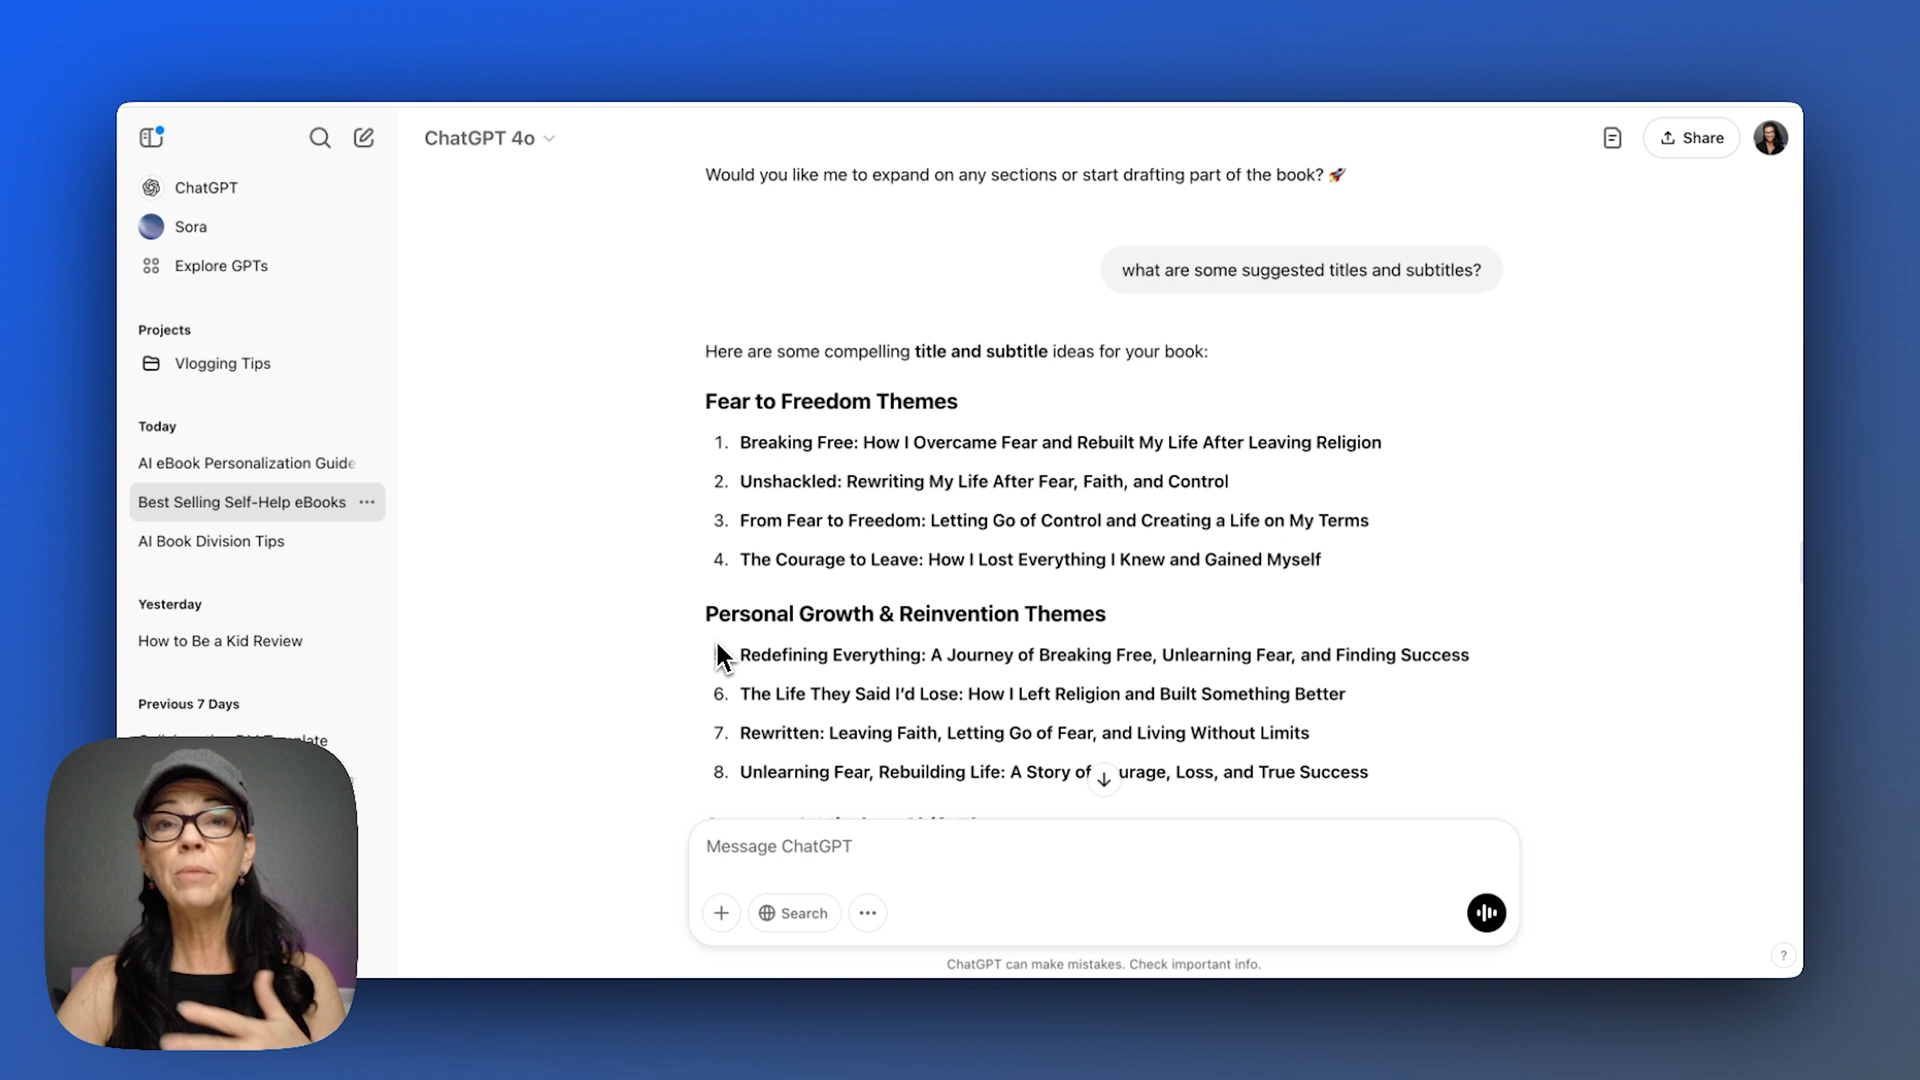 ChatGPT
Sora
Explore GPTs
Projects
Vlogging Tips
Today
AI eBook Personalization Guide
Best Selling Self-Help eBooks
AI Book Division Tips
Yesterday
How to Be a Kid Review
Previous 7 Days
ChatGPT 4o
Share
Would you like me to expand on any sections or start drafting part of the book? 🚀
what are some suggested titles and subtitles?
Here are some compelling title and subtitle ideas for your book:
Fear to Freedom Themes
1. Breaking Free: How I Overcame Fear and Rebuilt My Life After Leaving Religion
2. Unshackled: Rewriting My Life After Fear, Faith, and Control
3. From Fear to Freedom: Letting Go of Control and Creating a Life on My Terms
4. The Courage to Leave: How I Lost Everything I Knew and Gained Myself
Personal Growth & Reinvention Themes
Redefining Everything: A Journey of Breaking Free, Unlearning Fear, and Finding Success
6. The Life They Said I'd Lose: How I Left Religion and Built Something Better
7. Rewritten: Leaving Faith, Letting Go of Fear, and Living Without Limits
8. Unlearning Fear, Rebuilding Life: A Story of urage, Loss, and True Success
Message ChatGPT
Search
ChatGPT can make mistakes. Check important info.
?